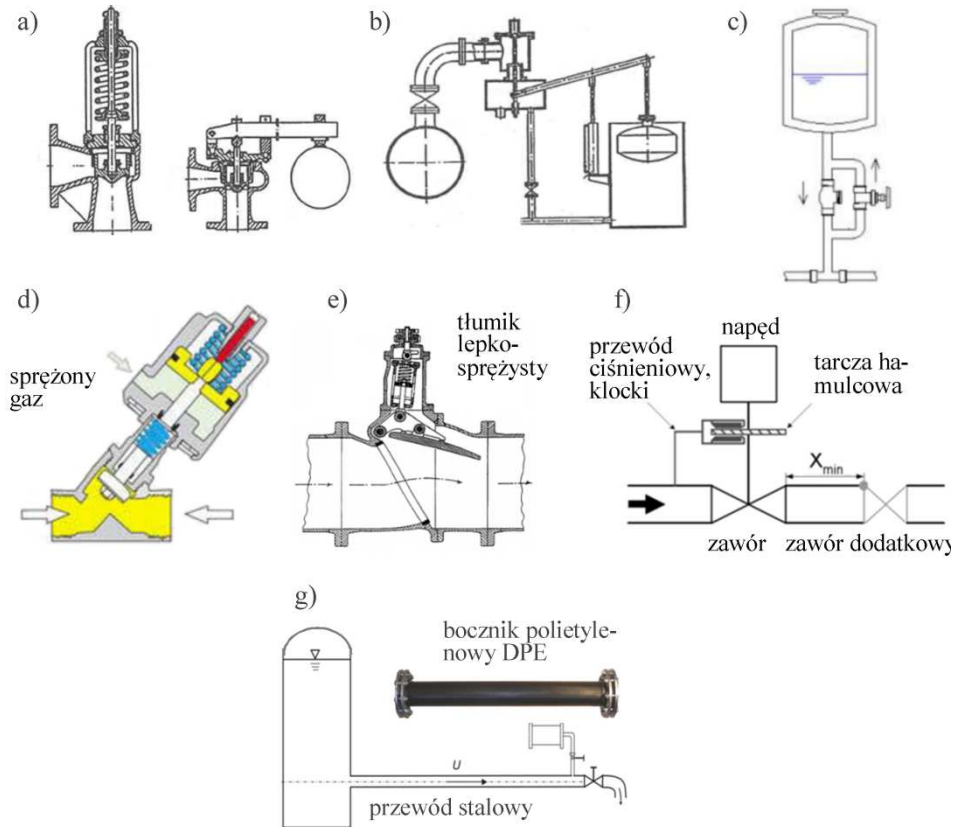 a)
b)
c)
d)
sprężony
gaz
e)
tłumik
lepko-
sprężysty
f)
napęd
przewód
ciśnieniowy,
klocki
tarcza ha-
mulcowa
Xmin
zawór
zawór dodatkowy
g)
bocznik polietyle-
nowy DPE
U
przewód stalowy